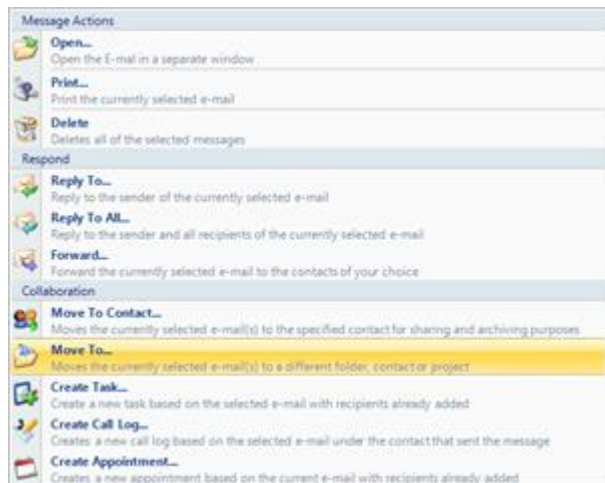 Message Actions
Open...
Open the E-mal in a separate window
Print...
Print the currently selected e-mail
Delete
Deletes all of the selected messages
Respond
Reply To...
Reply to the sender of the currently selected e-mail
Reply To All...
Reply to the sender and all recipients of the currently selected e-mail
Forward...
Forward the currently selected e-mail to the contacts of your choice
Collaboration
Move To Contact...
Moves the currently selected e-mail(s) to the specified contact for sharing and archiving purposes
Move To...
Moves the currently selected e-mail(s) to a different folder, contact or project
Create Task...
Create a new task based on the selected e-mail with recipients already added
Create Call Log...
Creates a new call log based on the selected e-mail under the contact that sent the message
Create Appointment...
Creates a new appointment based on the current e-mail with recipients already added